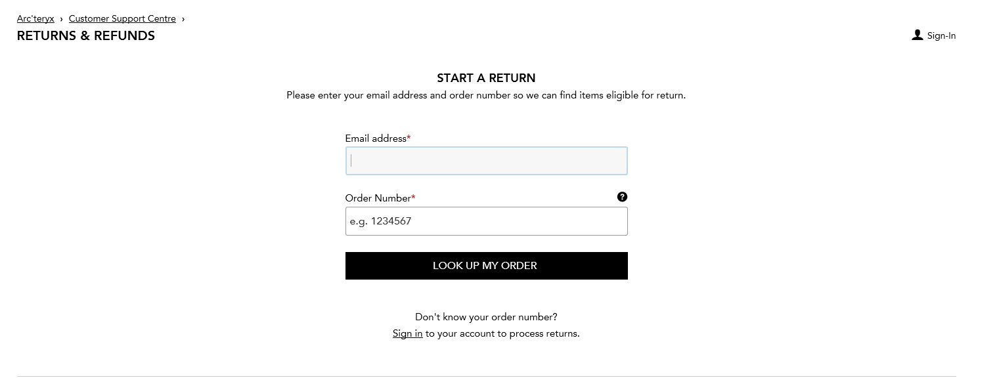 Arc'teryx › Customer Support Centre ›
RETURNS & REFUNDS
Sign-In
START A RETURN
Please enter your email address and order number so we can find items eligible for return.
Email address*
Order Number*
?
e.g. 1234567
LOOK UP MY ORDER
Don't know your order number?
Sign in to your account to process returns.